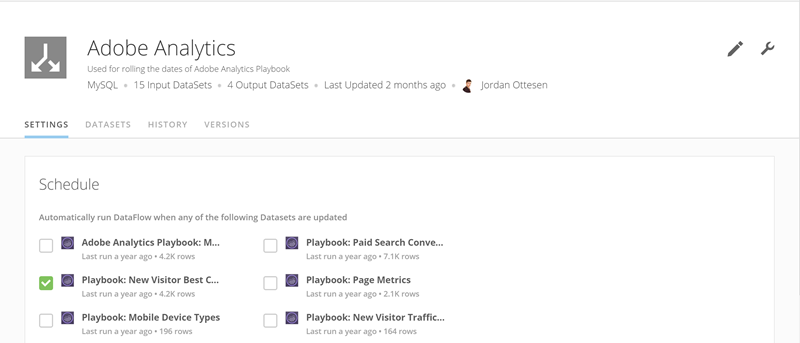 Adobe Analytics
Used for rolling the dates of Adobe Analytics Playbook
MySQL • 15 Input DataSets • 4 Output DataSets • Last Updated 2 months ago • Jordan Ottesen
SETTINGS DATASETS HISTORY VERSIONS
Schedule
Automatically run DataFlow when any of the following Datasets are updated
Adobe Analytics Playbook: M...
Last run a year ago • 4.2K rows
Playbook: Paid Search Conve...
Last run a year ago • 7.1K rows
Playbook: New Visitor Best C...
Last run a year ago • 4.2K rows
Playbook: Page Metrics
Last run a year ago • 2.1K rows
Playbook: Mobile Device Types
Last run a year ago • 196 rows
Playbook: New Visitor Traffic...
Last run a year ago • 164 rows